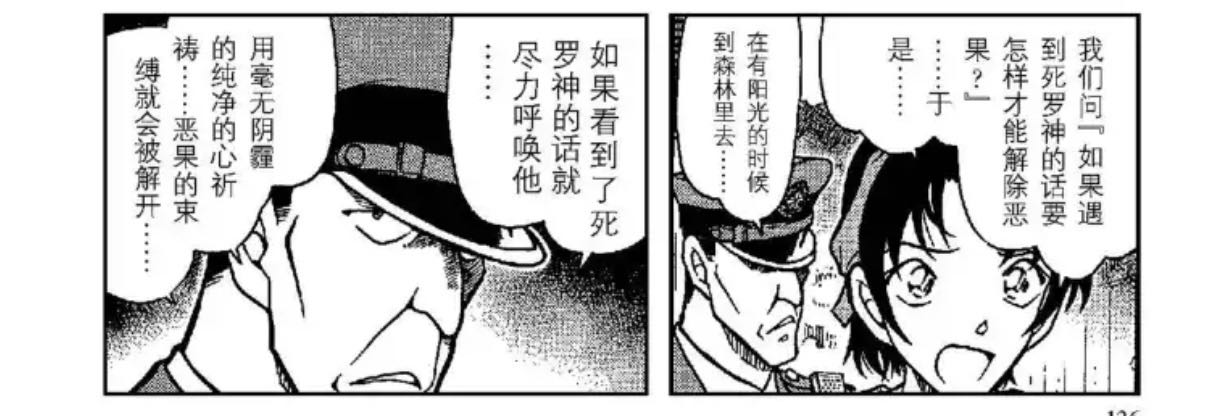 我们问『如果遇
到死罗神的话要
怎样才能解除恶
果？』
……于
是……
在有阳光的时候
到森林里去……
如果看到了死
罗神的话就
尽力呼唤他
……
用毫无阴霾
的纯净的心祈
祷……恶果的束
缚就会被解开
……